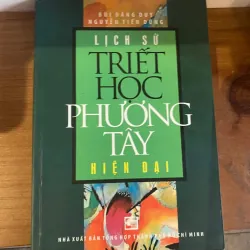 BÙI ĐĂNG DUY
NGUYỄN TIẾN DŨNG
LỊCH SỬ
TRIẾT
HỌC
PHƯƠNG
TÂY
HIỆN ĐẠI
NHÀ XUẤT BẢN TỔNG HỢP THÀNH PHỐ HỒ CHÍ MINH